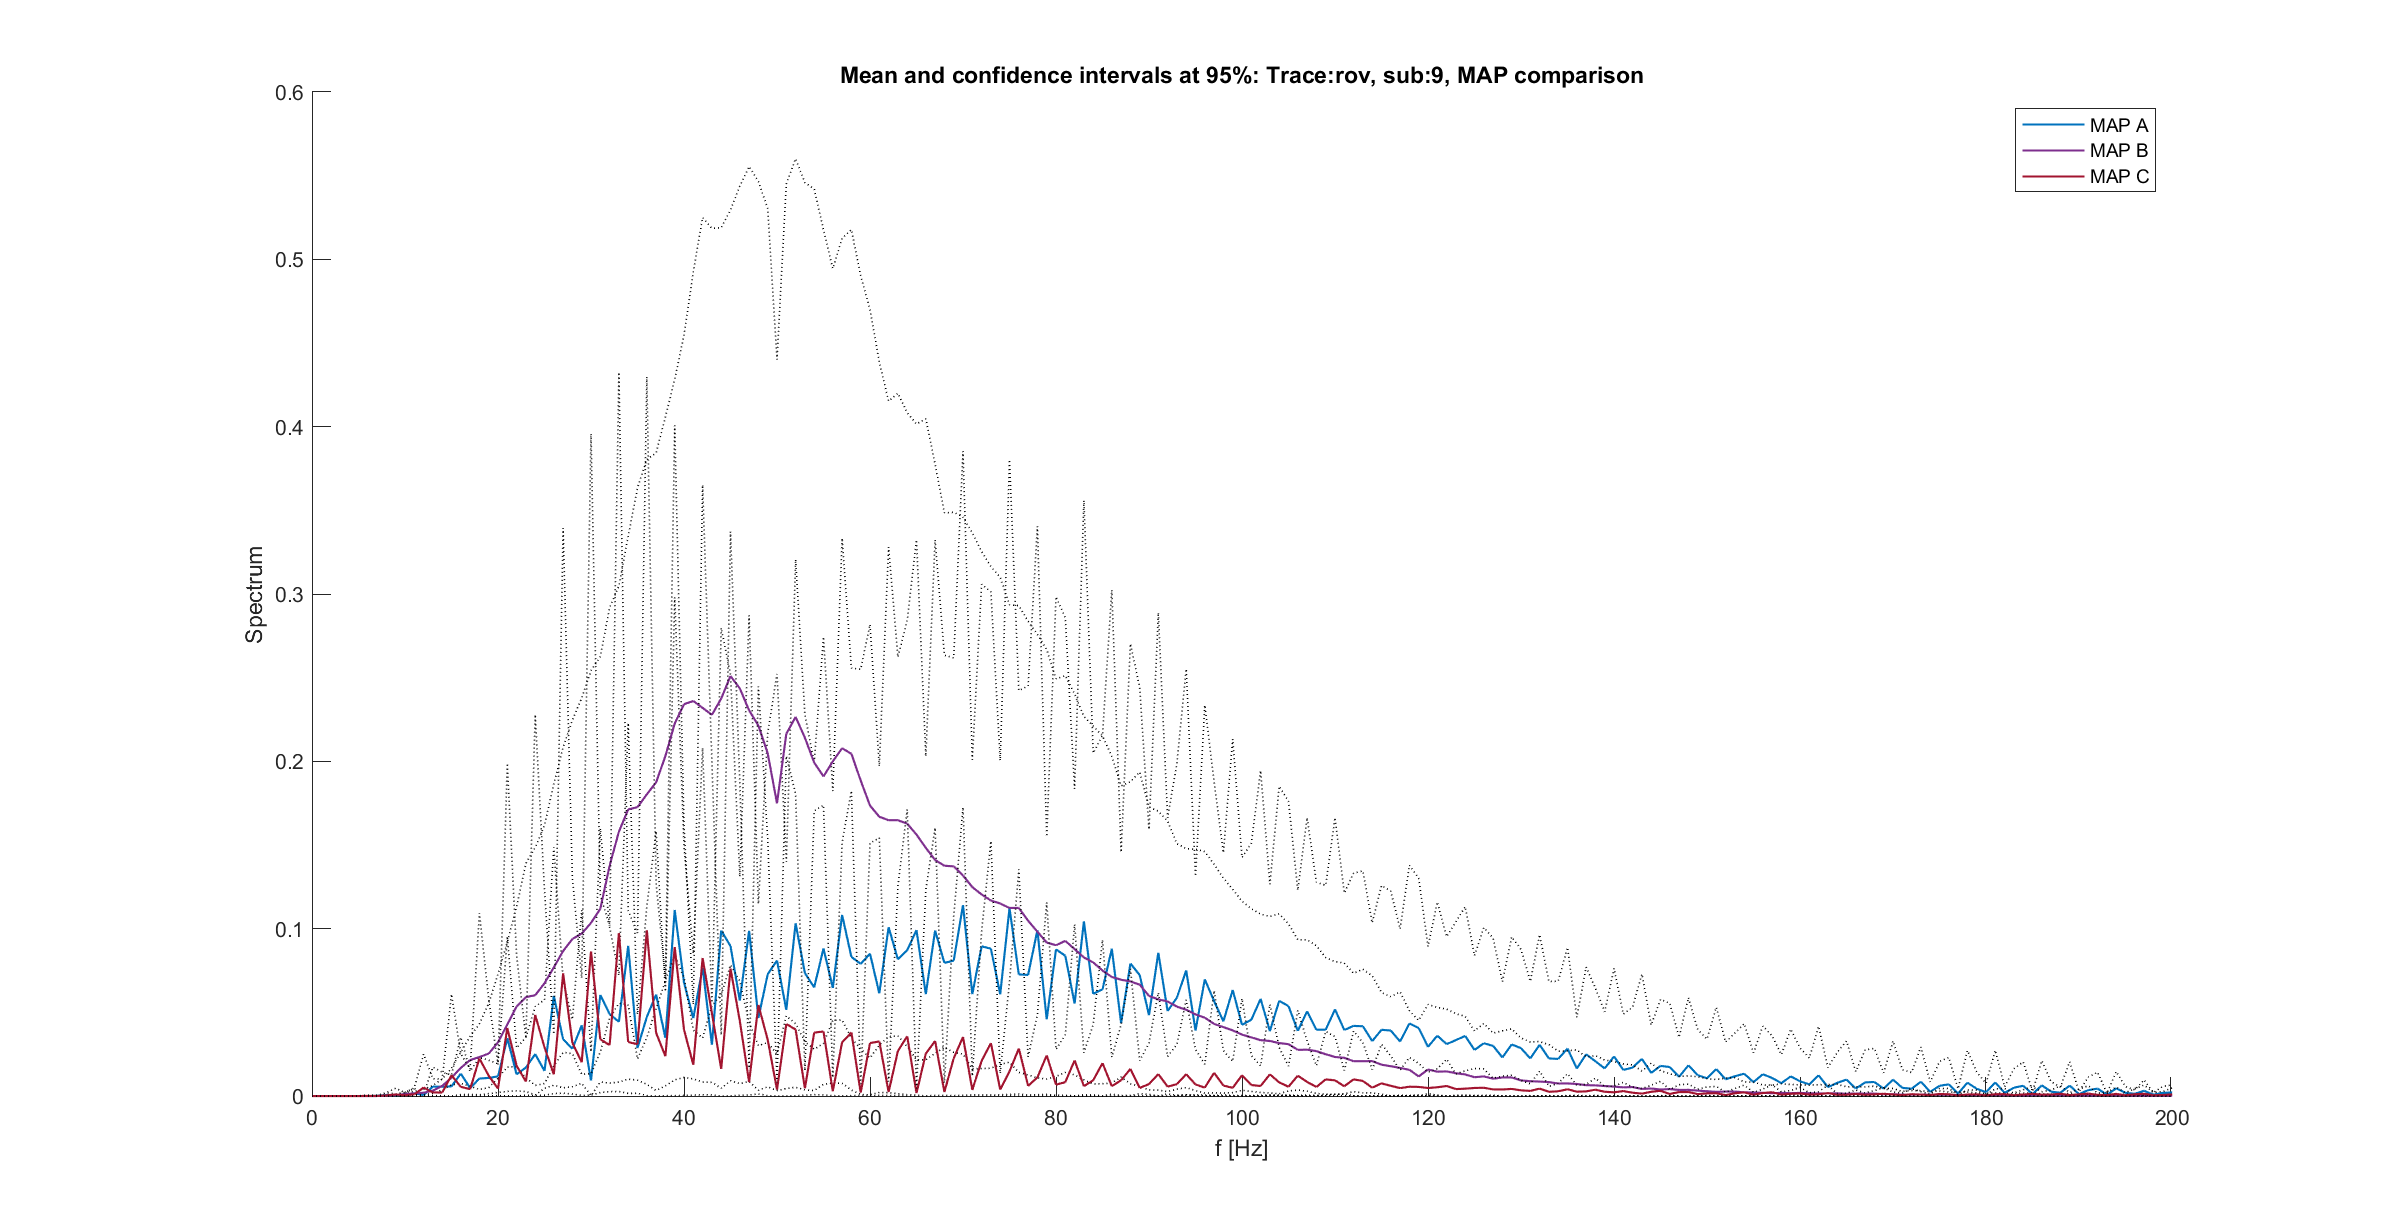 Mean and confidence intervals at 95%: Trace:rov, sub:9, MAP comparison
MAP A
MAP B
MAP C
0.6
0.5
0.4
0.3
0.2
0.1
0
Spectrum
0 20 40 60 80 100 120 140 160 180 200
f [Hz]